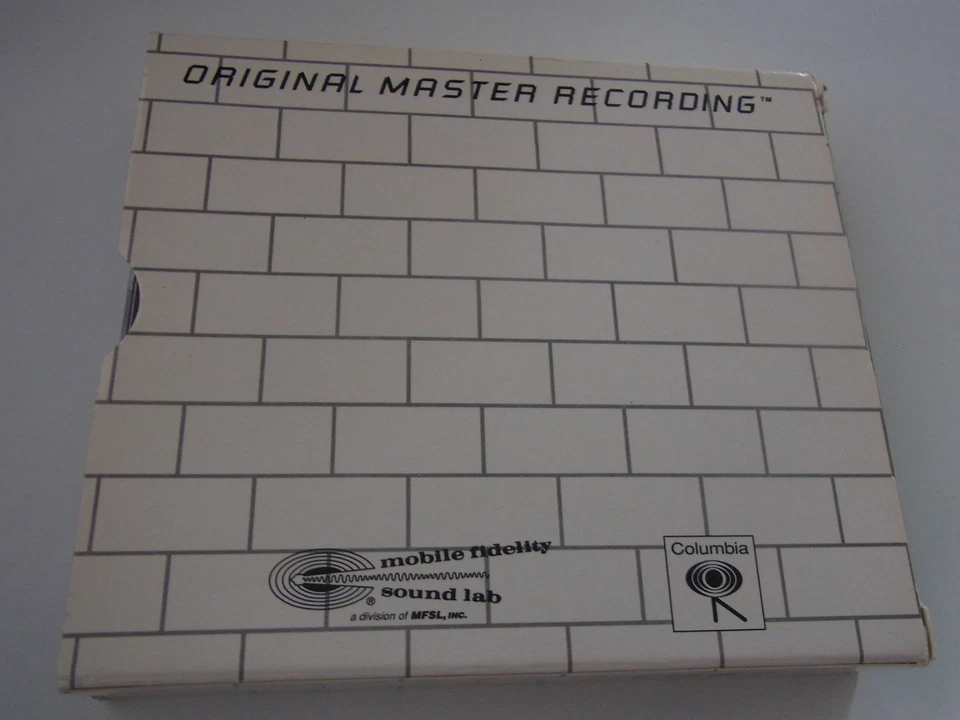 ORIGINAL MASTER RECORDING™
mobile fidelity
sound lab
®
a division of MFSL, INC.
Columbia